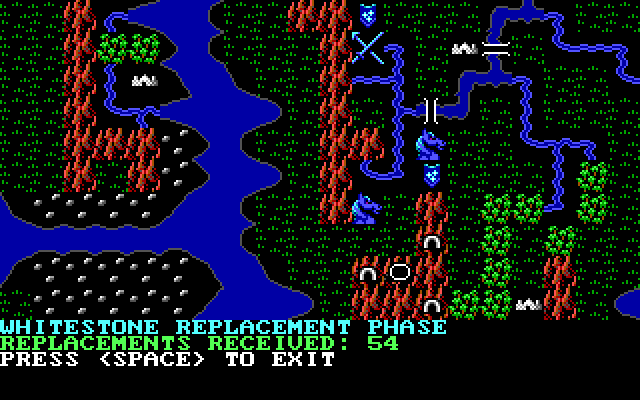 WHITESTONE REPLACEMENT PHASE
REPLACEMENTS RECEIVED: 54
PRESS <SPACE> TO EXIT